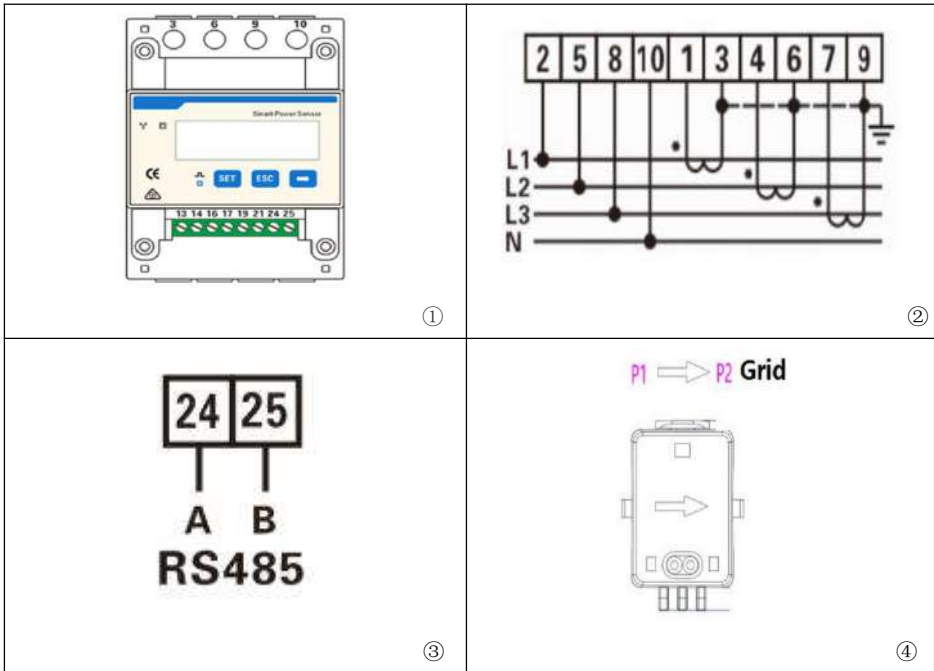 3 6 9 10
Smart Power Sensor
CE
SET ESC
13 14 16 17 19 21 24 25
①
2 5 8 10 1 3 4 6 7 9
L1
L2
L3
N
②
24 25
A B
RS485
③
P1 P2 Grid
④